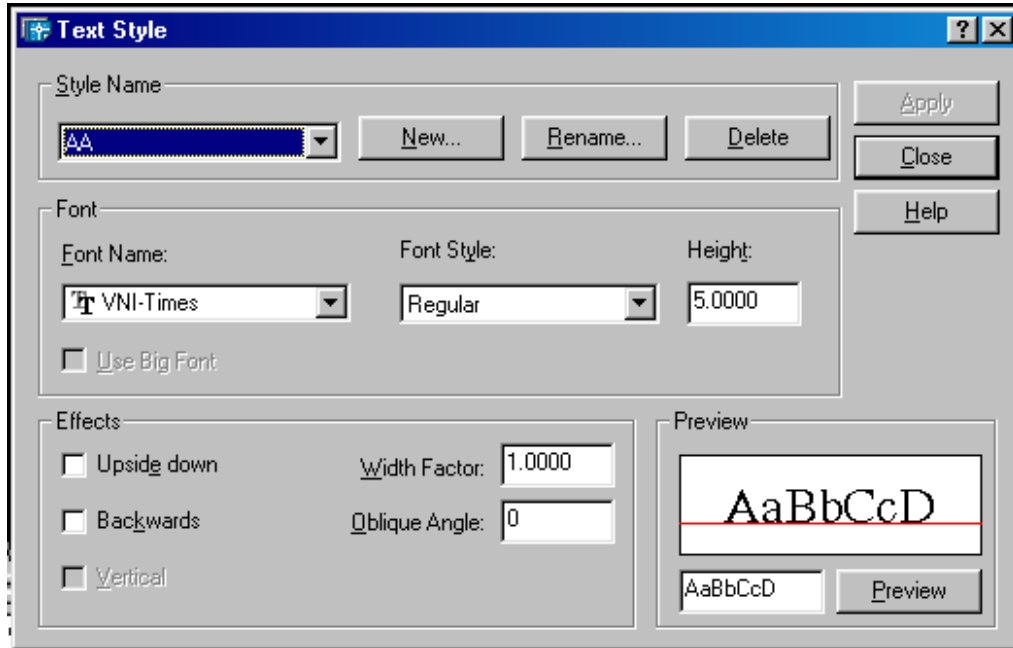 Text Style
Style Name
AA
New...
Rename...
Delete
Apply
Close
Help
Font
Font Name:
Font Style:
Height:
VNI-Times
Regular
5.0000
Use Big Font
Effects
Upside down
Width Factor:
1.0000
Backwards
Oblique Angle:
0
Vertical
Preview
AaBbCcD
AaBbCcD
Preview